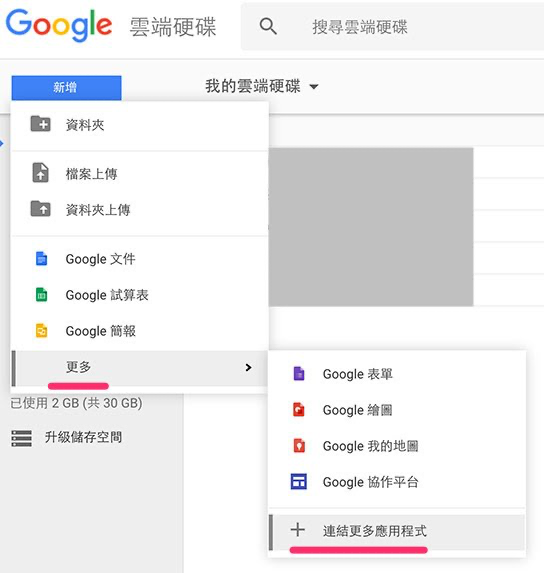 Google 雲端硬碟
搜尋雲端硬碟
新增
我的雲端硬碟
資料夾
檔案上傳
資料夾上傳
Google 文件
Google 試算表
Google 簡報
更多
Google 表單
Google 繪圖
Google 我的地圖
Google 協作平台
連結更多應用程式
已使用 2 GB (共 30 GB)
升級儲存空間